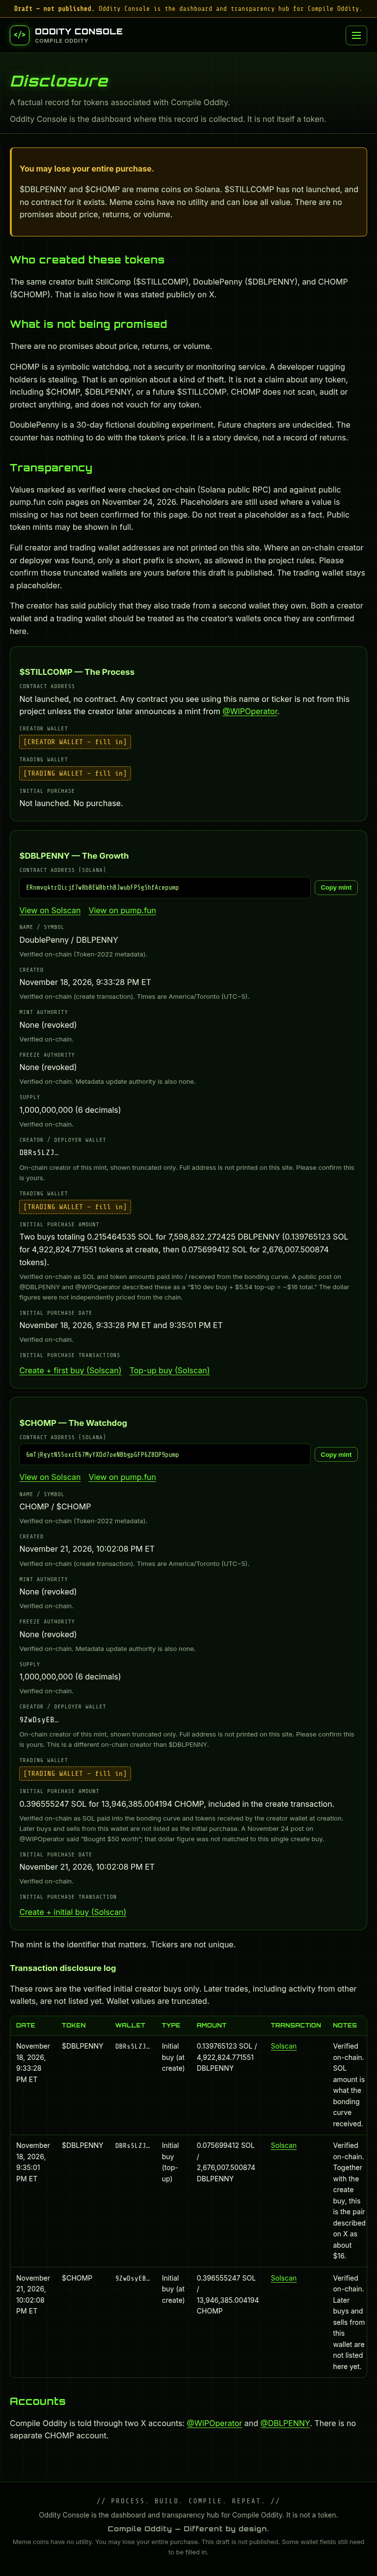 Draft — not published. Oddity Console is the dashboard and transparency hub for Compile Oddity.
</>
ODDITY CONSOLE
COMPILE ODDITY
Disclosure
A factual record for tokens associated with Compile Oddity.
Oddity Console is the dashboard where this record is collected. It is not itself a token.
You may lose your entire purchase.
$DBLPENNY and $CHOMP are meme coins on Solana. $STILLCOMP has not launched, and
no contract for it exists. Meme coins have no utility and can lose all value. There are no
promises about price, returns, or volume.
Who created these tokens
The same creator built StillComp ($STILLCOMP), DoublePenny ($DBLPENNY), and CHOMP
($CHOMP). That is also how it was stated publicly on X.
What is not being promised
There are no promises about price, returns, or volume.
CHOMP is a symbolic watchdog, not a security or monitoring service. A developer rugging
holders is stealing. That is an opinion about a kind of theft. It is not a claim about any token,
including $CHOMP, $DBLPENNY, or a future $STILLCOMP. CHOMP does not scan, audit or
protect anything, and does not vouch for any token.
DoublePenny is a 30-day fictional doubling experiment. Future chapters are undecided. The
counter has nothing to do with the token's price. It is a story device, not a record of returns.
Transparency
Values marked as verified were checked on-chain (Solana public RPC) and against public
pump.fun coin pages on November 24, 2026. Placeholders are still used where a value is
missing or has not been confirmed for this page. Do not treat a placeholder as a fact. Public
token mints may be shown in full.
Full creator and trading wallet addresses are not printed on this site. Where an on-chain creator
or deployer was found, only a short prefix is shown, as allowed in the project rules. Please
confirm those truncated wallets are yours before this draft is published. The trading wallet stays
a placeholder.
The creator has said publicly that they also trade from a second wallet they own. Both a creator
wallet and a trading wallet should be treated as the creator's wallets once they are confirmed
here.
$STILLCOMP — The Process
CONTRACT ADDRESS
Not launched, no contract. Any contract you see using this name or ticker is not from this
project unless the creator later announces a mint from @WIPOperator.
CREATOR WALLET
[CREATOR WALLET – fill in]
TRADING WALLET
[TRADING WALLET – fill in]
INITIAL PURCHASE
Not launched. No purchase.
$DBLPENNY — The Growth
CONTRACT ADDRESS (SOLANA)
Copy mint
View on Solscan View on pump.fun
NAME / SYMBOL
DoublePenny / DBLPENNY
Verified on-chain (Token-2022 metadata).
CREATED
November 18, 2026, 9:33:28 PM ET
Verified on-chain (create transaction). Times are America/Toronto (UTC−5).
MINT AUTHORITY
None (revoked)
Verified on-chain.
FREEZE AUTHORITY
None (revoked)
Verified on-chain. Metadata update authority is also none.
SUPPLY
1,000,000,000 (6 decimals)
Verified on-chain.
CREATOR / DEPLOYER WALLET
DBRsSLZJ…
On-chain creator of this mint, shown truncated only. Full address is not printed on this site. Please confirm this
is yours.
TRADING WALLET
[TRADING WALLET – fill in]
INITIAL PURCHASE AMOUNT
Two buys totaling 0.215464535 SOL for 7,598,832.272425 DBLPENNY (0.139765123 SOL
for 4,922,824.771551 tokens at create, then 0.075699412 SOL for 2,676,007.500874
tokens).
Verified on-chain as SOL and token amounts paid into / received from the bonding curve. A public post on
@DBLPENNY and @WIPOperator described these as a "$10 dev buy + $5.54 top-up = ~$16 total." The dollar
figures were not independently priced from the chain.
INITIAL PURCHASE DATE
November 18, 2026, 9:33:28 PM ET and 9:35:01 PM ET
Verified on-chain.
INITIAL PURCHASE TRANSACTIONS
Create + first buy (Solscan) Top-up buy (Solscan)
$CHOMP — The Watchdog
CONTRACT ADDRESS (SOLANA)
Copy mint
View on Solscan View on pump.fun
NAME / SYMBOL
CHOMP / $CHOMP
Verified on-chain (Token-2022 metadata).
CREATED
November 21, 2026, 10:02:08 PM ET
Verified on-chain (create transaction). Times are America/Toronto (UTC−5).
MINT AUTHORITY
None (revoked)
Verified on-chain.
FREEZE AUTHORITY
None (revoked)
Verified on-chain. Metadata update authority is also none.
SUPPLY
1,000,000,000 (6 decimals)
Verified on-chain.
CREATOR / DEPLOYER WALLET
9ZwDsyEB…
On-chain creator of this mint, shown truncated only. Full address is not printed on this site. Please confirm this
is yours. This is a different on-chain creator than $DBLPENNY.
TRADING WALLET
[TRADING WALLET – fill in]
INITIAL PURCHASE AMOUNT
0.396555247 SOL for 13,946,385.004194 CHOMP, included in the create transaction.
Verified on-chain as SOL paid into the bonding curve and tokens received by the creator wallet at creation.
Later buys and sells from this wallet are not listed as the initial purchase. A November 24 post on
@WIPOperator said "Bought $50 worth"; that dollar figure was not matched to this single create buy.
INITIAL PURCHASE DATE
November 21, 2026, 10:02:08 PM ET
Verified on-chain.
INITIAL PURCHASE TRANSACTION
Create + initial buy (Solscan)
The mint is the identifier that matters. Tickers are not unique.
Transaction disclosure log
These rows are the verified initial creator buys only. Later trades, including activity from other
wallets, are not listed yet. Wallet values are truncated.
DATE TOKEN WALLET TYPE AMOUNT TRANSACTION NOTES
November 18, 2026, 9:33:28 PM ET $DBLPENNY DBRsSLZJ… Initial buy (at create) 0.139765123 SOL / 4,922,824.771551 DBLPENNY Solscan Verified on-chain. SOL amount is what the bonding curve received.
November 18, 2026, 9:35:01 PM ET $DBLPENNY DBRsSLZJ… Initial buy (top-up) 0.075699412 SOL / 2,676,007.500874 DBLPENNY Solscan Verified on-chain. Together with the create buy, this is the pair described on X as about $16.
November 21, 2026, 10:02:08 PM ET $CHOMP 9ZwDsyEB… Initial buy (at create) 0.396555247 SOL / 13,946,385.004194 CHOMP Solscan Verified on-chain. Later buys and sells from this wallet are not listed here yet.
Accounts
Compile Oddity is told through two X accounts: @WIPOperator and @DBLPENNY. There is no
separate CHOMP account.
// PROCESS. BUILD. COMPILE. REPEAT. //
Oddity Console is the dashboard and transparency hub for Compile Oddity. It is not a token.
Compile Oddity — Different by design.
Meme coins have no utility. You may lose your entire purchase. This draft is not published. Some wallet fields still need
to be filled in.